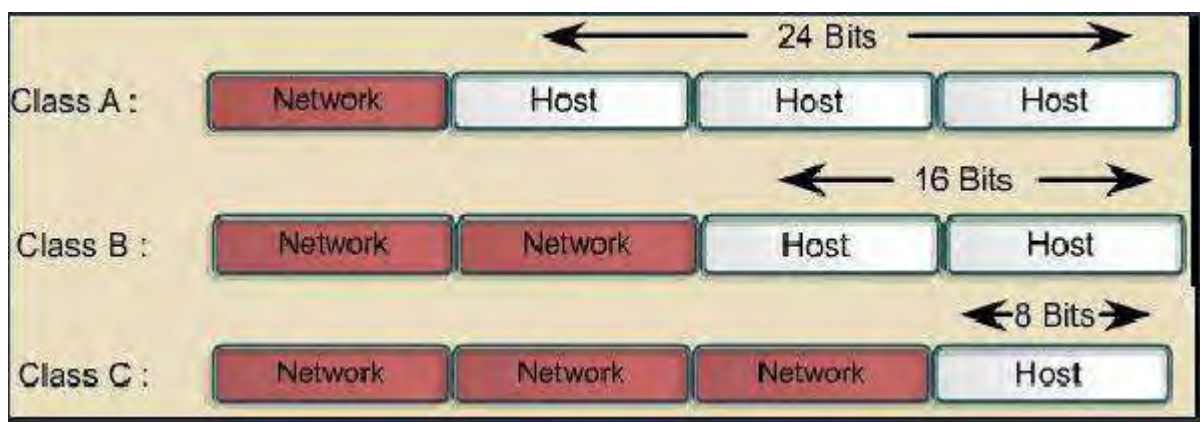 24 Bits
Class A : Network Host Host Host
16 Bits
Class B : Network Network Host Host
8 Bits
Class C : Network Network Network Host